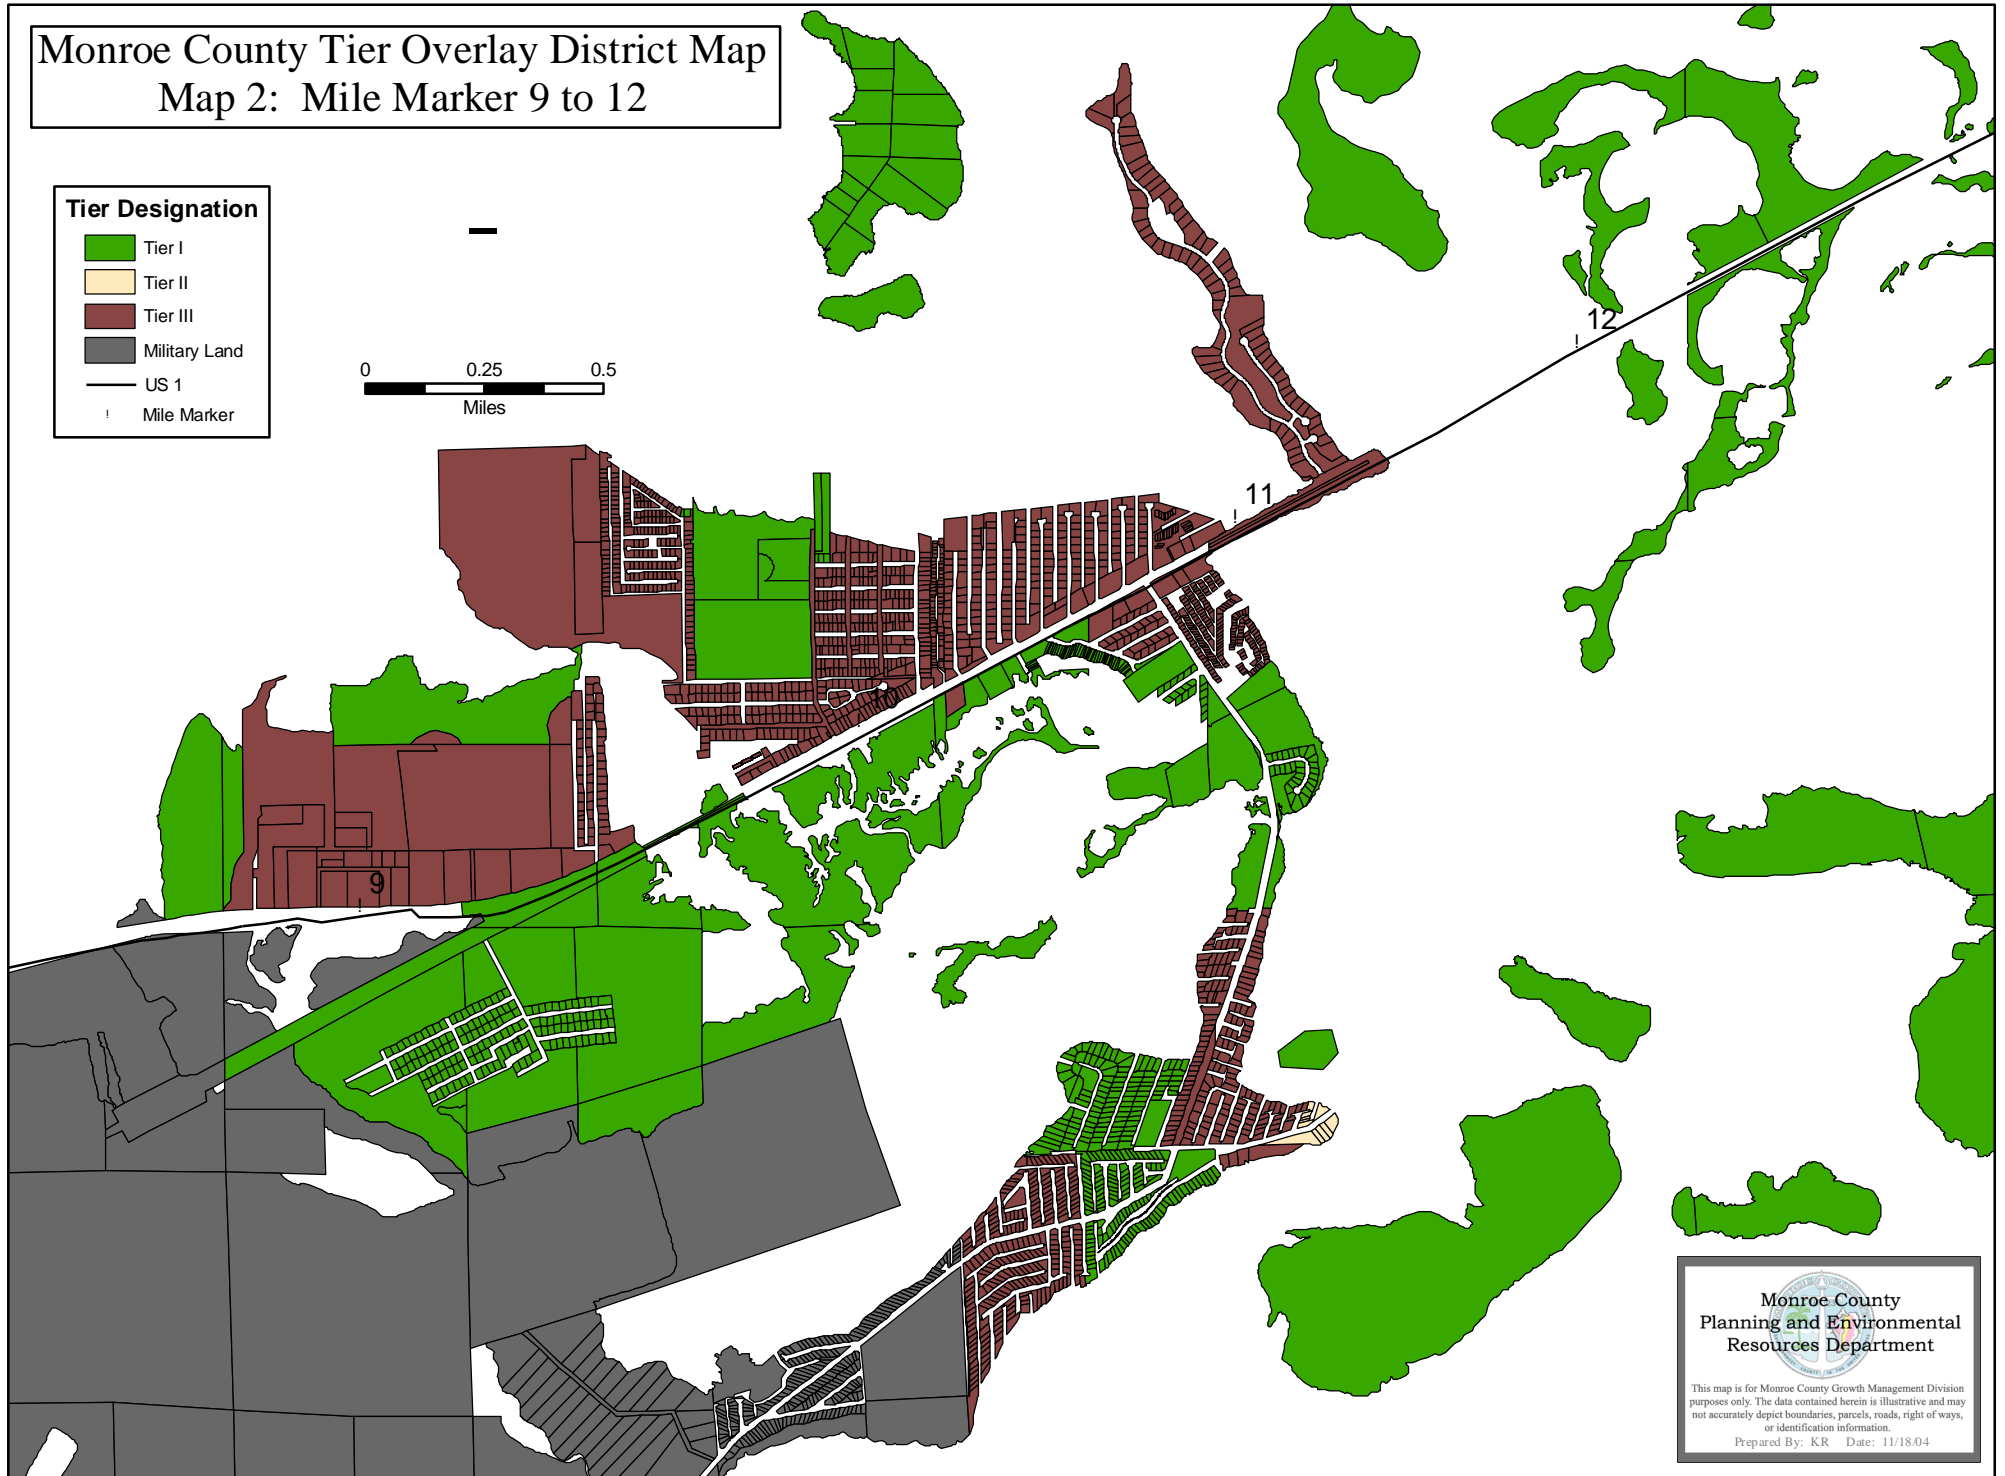 Monroe County Tier Overlay District Map
Map 2: Mile Marker 9 to 12
Tier Designation
Tier I
Tier II
Tier III
Military Land
US 1
! Mile Marker
0 0.25 0.5
Miles
12
!
11
!
10
9
!
Monroe County
Planning and Environmental
Resources Department
This map is for Monroe County Growth Management Division
purposes only. The data contained herein is illustrative and may
not accurately depict boundaries, parcels, roads, right of ways,
or identification information.
Prepared By: KR Date: 11/18/04